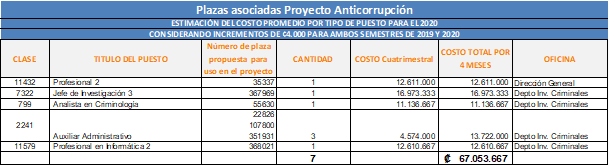 Plazas asociadas Proyecto Anticorrupción
ESTIMACIÓN DEL COSTO PROMEDIO POR TIPO DE PUESTO PARA EL 2020
CONSIDERANDO INCREMENTOS DE ¢4.000 PARA AMBOS SEMESTRES DE 2019 Y 2020
CLASE TITULO DEL PUESTO Número de plaza propuesta para uso en el proyecto CANTIDAD COSTO Cuatrimestral COSTO TOTAL POR 4 MESES OFICINA
11432 Profesional 2 35337 1 12.611.000 12.611.000 Dirección General
7322 Jefe de Investigación 3 367969 1 16.973.333 16.973.333 Depto Inv. Criminales
799 Analista en Criminología 55630 1 11.136.667 11.136.667 Depto Inv. Criminales
22826
2241 107800
Auxiliar Administrativo 351931 3 4.574.000 13.722.000 Depto Inv. Criminales
11579 Profesional en Informática 2 368021 1 12.610.667 12.610.667 Depto Inv. Criminales
7 ₡ 67.053.667